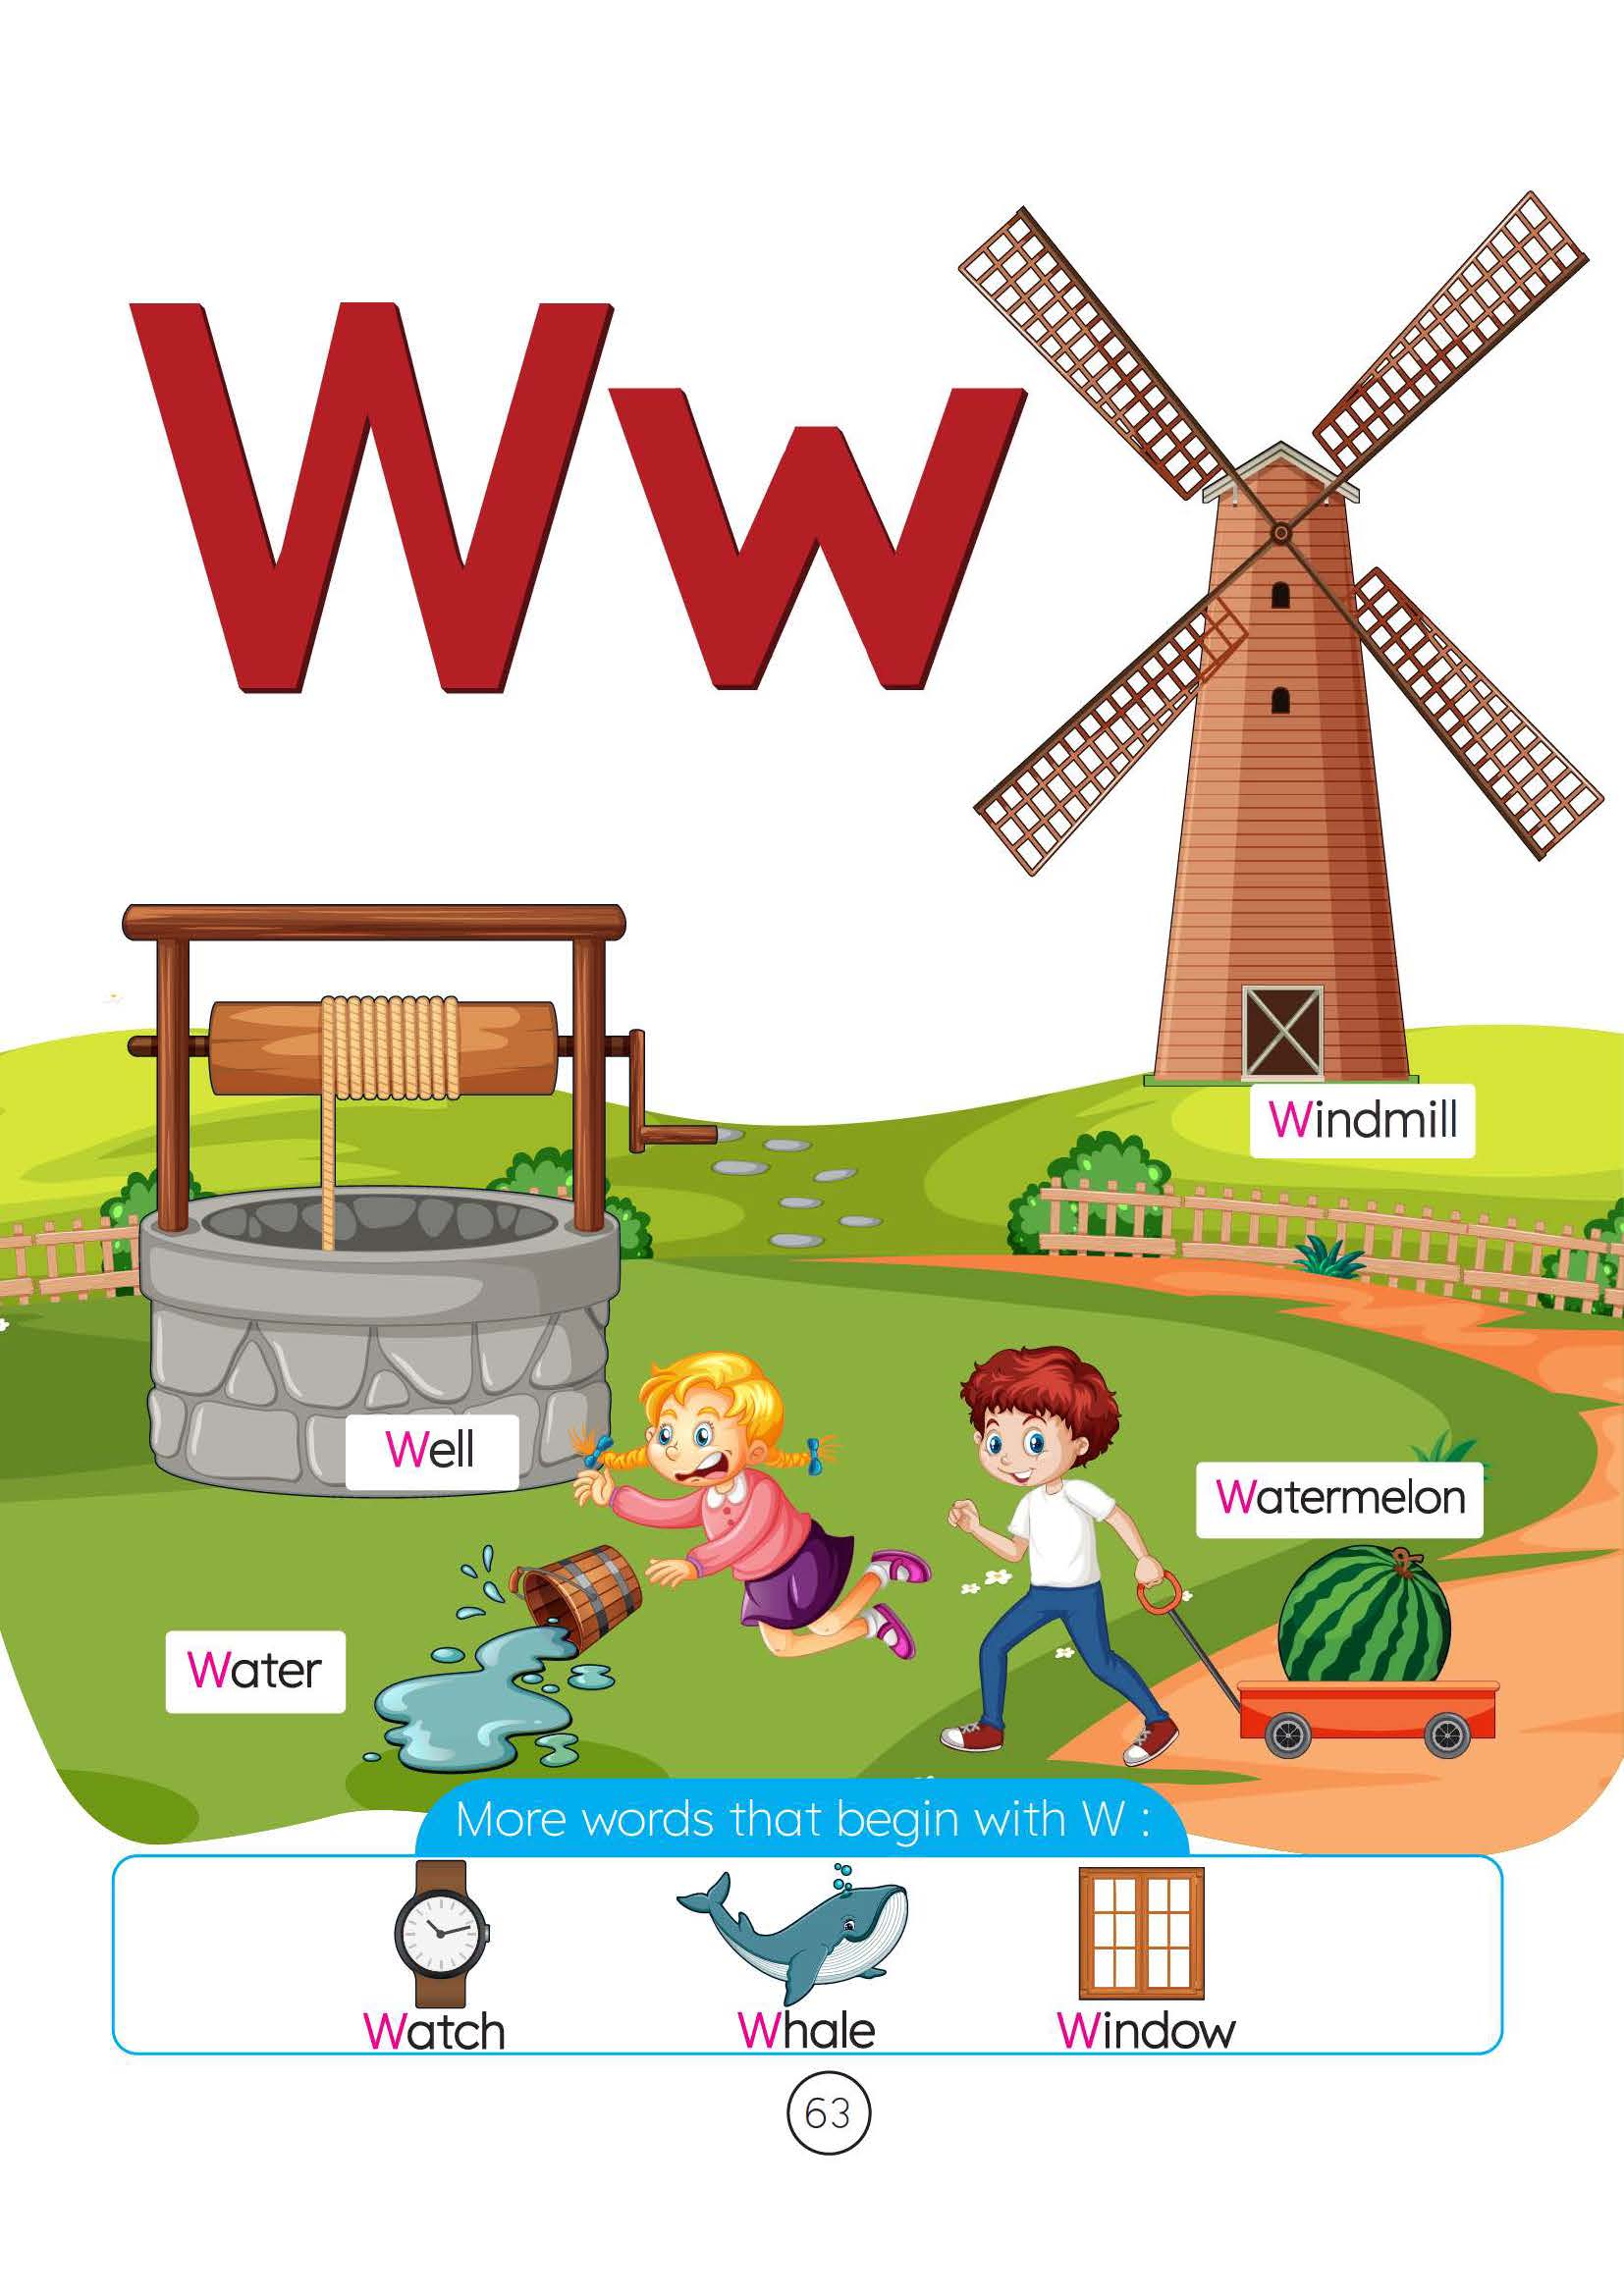 Ww
Windmill
Well
Watermelon
Water
More words that begin with W :
Watch
Whale
Window
63